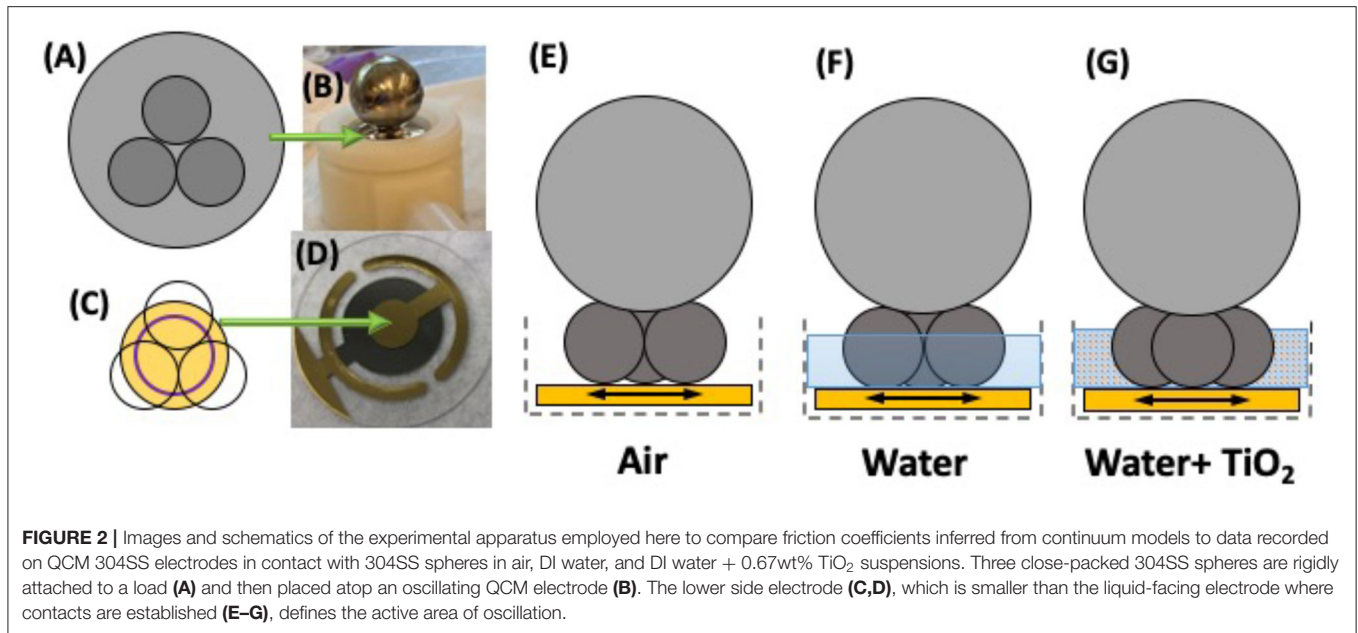 (A)
(B)
(C)
(D)
(E)
(F)
(G)
Air
Water
Water+ TiO₂
FIGURE 2 | Images and schematics of the experimental apparatus employed here to compare friction coefficients inferred from continuum models to data recorded
on QCM 304SS electrodes in contact with 304SS spheres in air, DI water, and DI water + 0.67wt% TiO₂ suspensions. Three close-packed 304SS spheres are rigidly
attached to a load (A) and then placed atop an oscillating QCM electrode (B). The lower side electrode (C,D), which is smaller than the liquid-facing electrode where
contacts are established (E–G), defines the active area of oscillation.